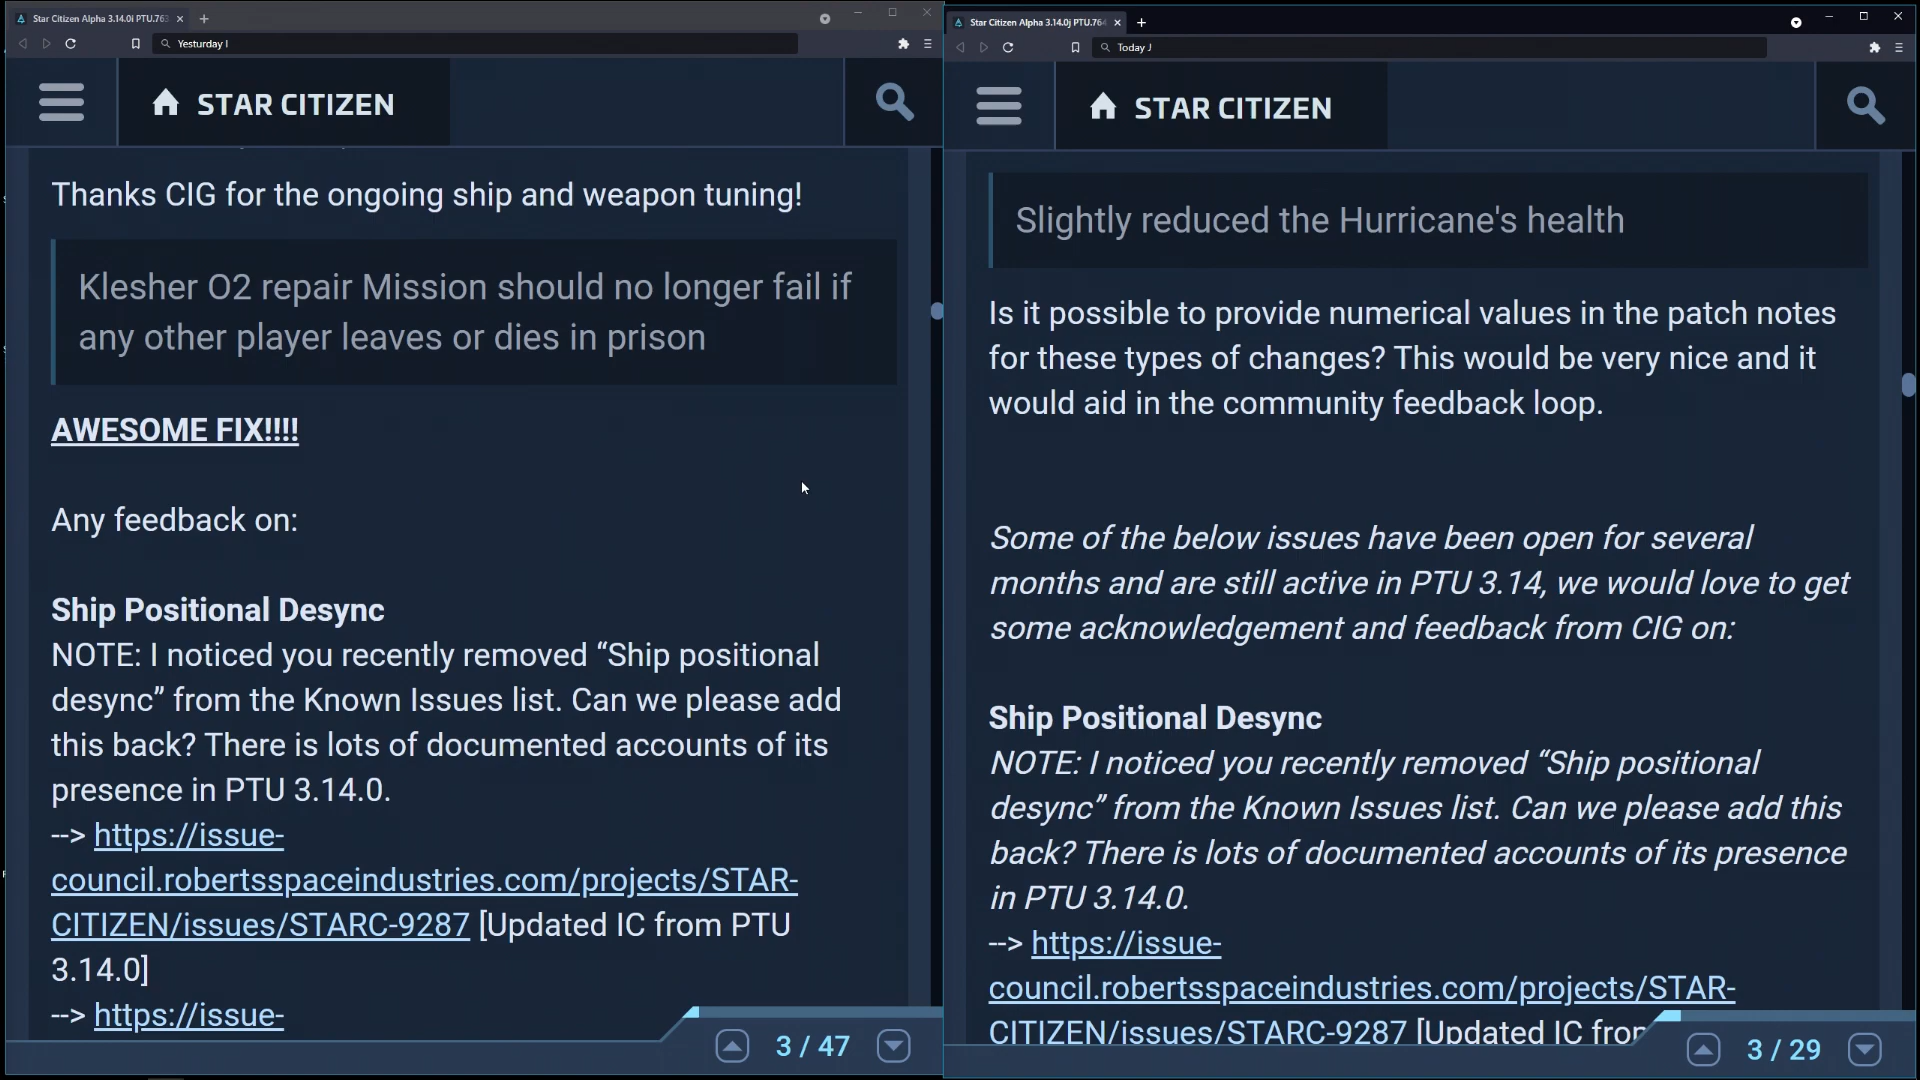 Star Citizen Alpha 3.14.0i PTU.763
Yesturday I
STAR CITIZEN
Thanks CIG for the ongoing ship and weapon tuning!
Klesher O2 repair Mission should no longer fail if
any other player leaves or dies in prison
AWESOME FIX!!!!
Any feedback on:
Ship Positional Desync
NOTE: I noticed you recently removed “Ship positional
desync” from the Known Issues list. Can we please add
this back? There is lots of documented accounts of its
presence in PTU 3.14.0.
--> https://issue-
council.robertsspaceindustries.com/projects/STAR-
CITIZEN/issues/STARC-9287 [Updated IC from PTU
3.14.0]
--> https://issue-
3 / 47
Star Citizen Alpha 3.14.0j PTU.764
Today J
STAR CITIZEN
Slightly reduced the Hurricane's health
Is it possible to provide numerical values in the patch notes
for these types of changes? This would be very nice and it
would aid in the community feedback loop.
Some of the below issues have been open for several
months and are still active in PTU 3.14, we would love to get
some acknowledgement and feedback from CIG on:
Ship Positional Desync
NOTE: I noticed you recently removed “Ship positional
desync” from the Known Issues list. Can we please add this
back? There is lots of documented accounts of its presence
in PTU 3.14.0.
--> https://issue-
council.robertsspaceindustries.com/projects/STAR-
CITIZEN/issues/STARC-9287 [Updated IC from
3 / 29